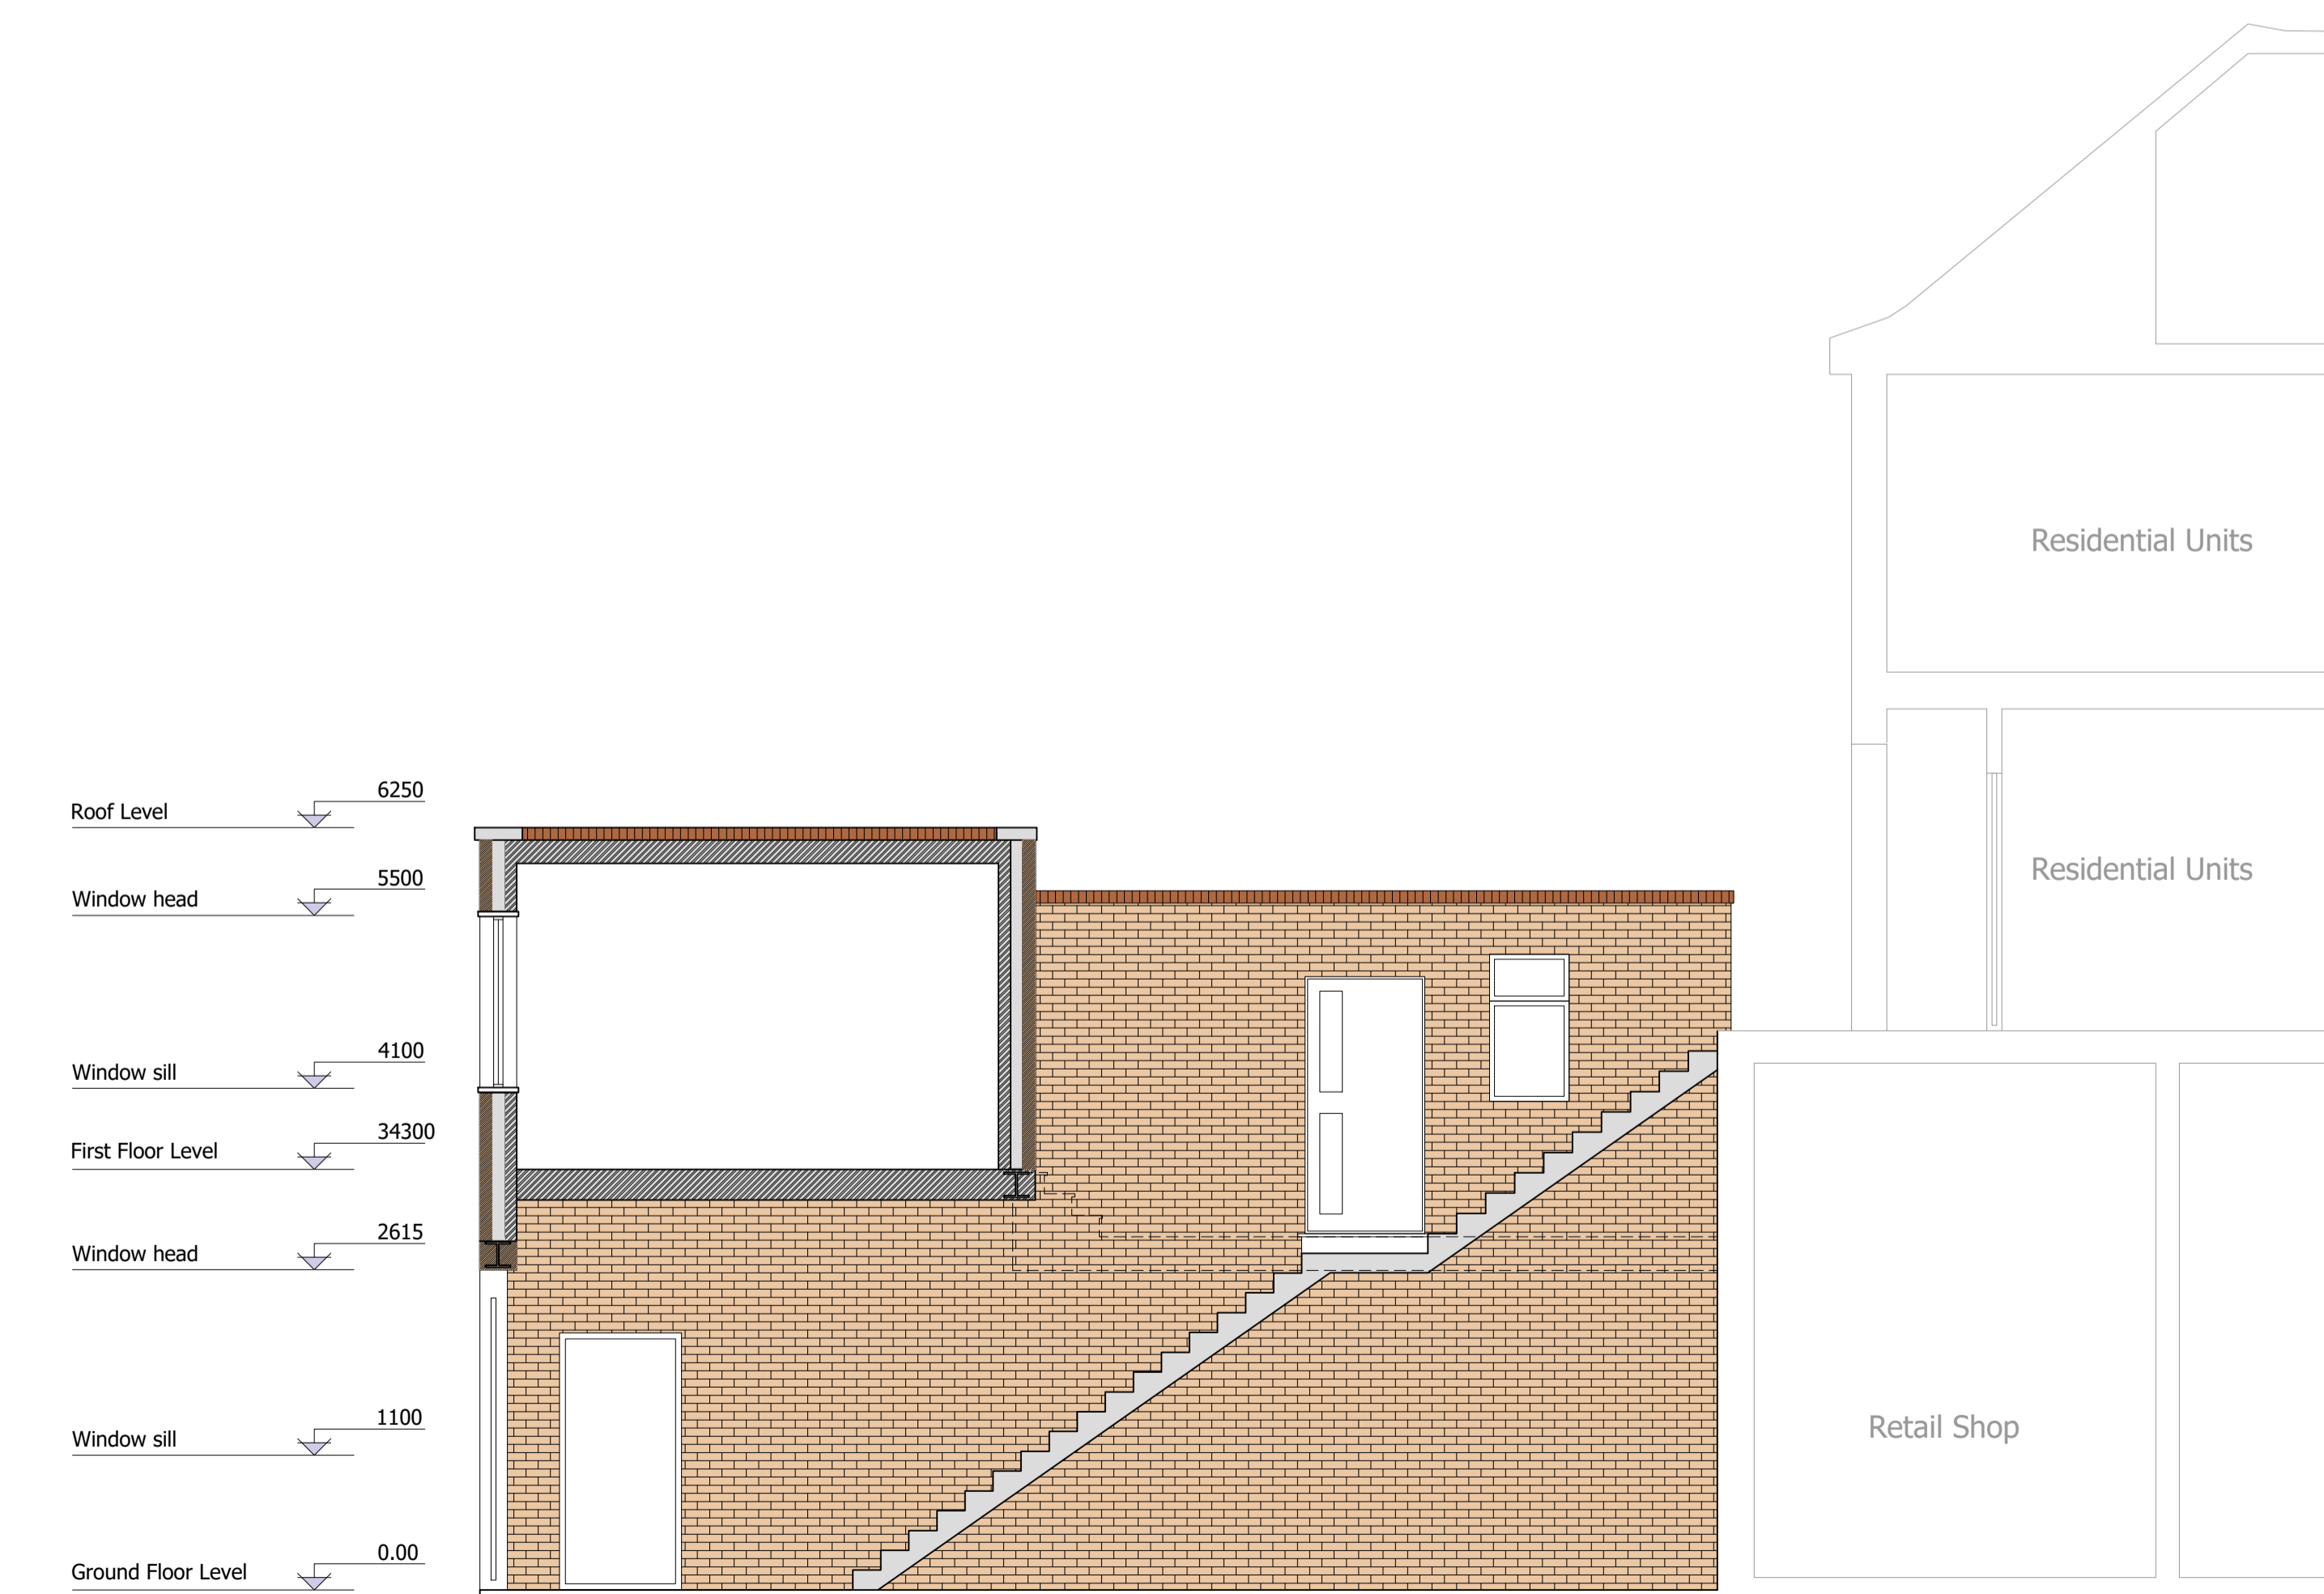 Residential Units
6250
Roof Level
Residential Units
5500
Window head
4100
Window sill
34300
First Floor Level
2615
Window head
1100
Window sill
Retail Shop
0.00
Ground Floor Level